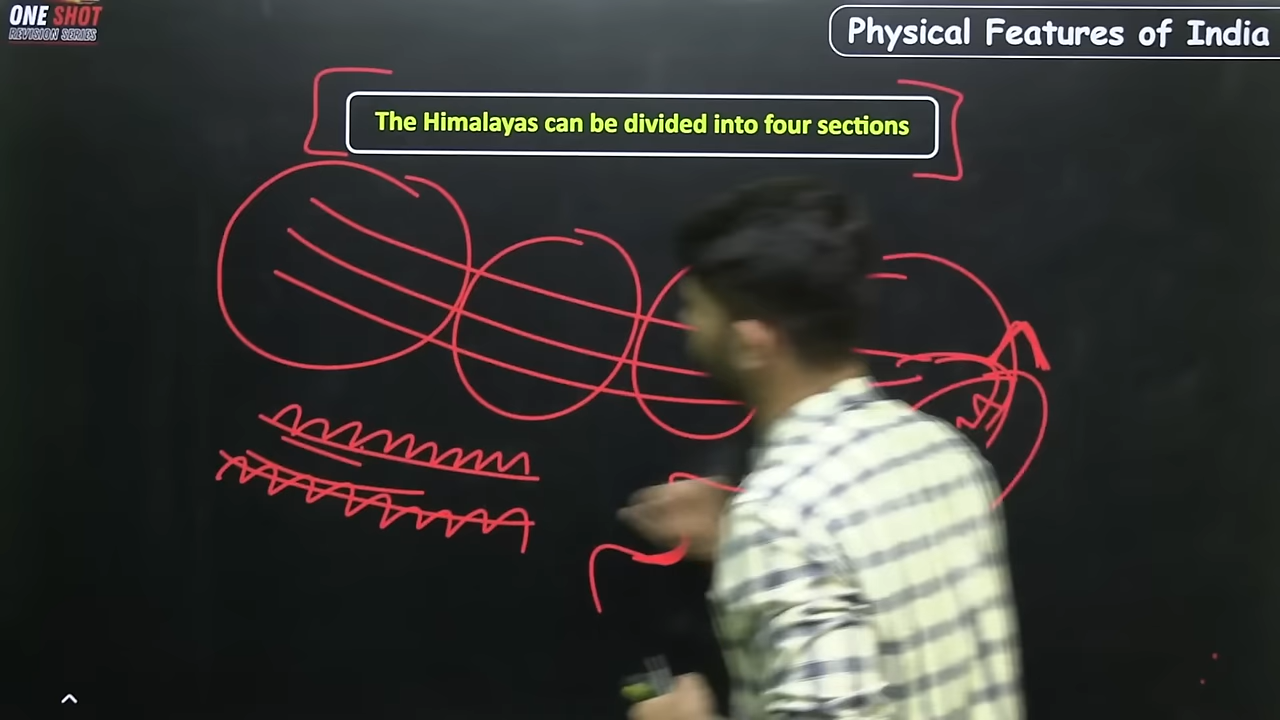 ONE SHOT
REVISION SERIES
Physical Features of India
The Himalayas can be divided into four sections